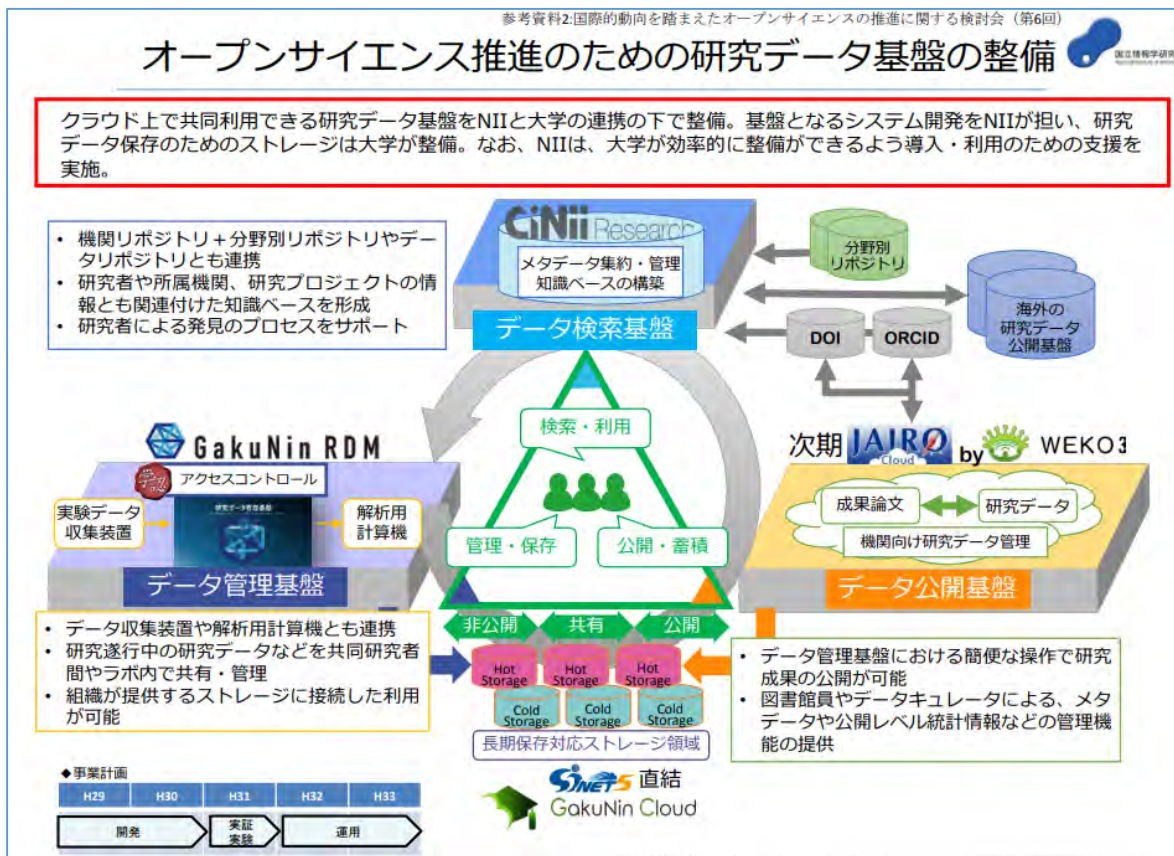 参考資料2:国際的動向を踏まえたオープンサイエンスの推進に関する検討会(第6回)
オープンサイエンス推進のための研究データ基盤の整備
国立情報学研究
クラウド上で共同利用できる研究データ基盤をNIIと大学の連携の下で整備。基盤となるシステム開発をNIIが担い、研究
データ保存のためのストレージは大学が整備。なお、NIIは、大学が効率的に整備ができるよう導入・利用のための支援を
実施。
• 機関リポジトリ+分野別リポジトリやデー
タリポジトリとも連携
• 研究者や所属機関、研究プロジェクトの情
報とも関連付けた知識ベースを形成
• 研究者による発見のプロセスをサポート
CiNii Research
メタデータ集約・管理
知識ベースの構築
データ検索基盤
分野別
リポジトリ
海外の
研究データ
公開基盤
DOI
ORCID
検索・利用
管理・保存
公開・蓄積
GakuNin RDM
学認
アクセスコントロール
実験データ
収集装置
研究データ管理基盤
解析用
計算機
データ管理基盤
次期 JAIRO Cloud by WEKO3
成果論文
研究データ
機関向け研究データ管理
データ公開基盤
• データ収集装置や解析用計算機とも連携
• 研究遂行中の研究データなどを共同研究者
間やラボ内で共有・管理
• 組織が提供するストレージに接続した利用
が可能
非公開
共有
公開
Hot Storage
Hot Storage
Hot Storage
Cold Storage
Cold Storage
Cold Storage
長期保存対応ストレージ領域
SINET5 直結
GakuNin Cloud
• データ管理基盤における簡便な操作で研究
成果の公開が可能
• 図書館員やデータキュレータによる、メタ
データや公開レベル統計情報などの管理機
能の提供
◆事業計画
H29 H30 H31 H32 H33
開発
実証
実験
運用